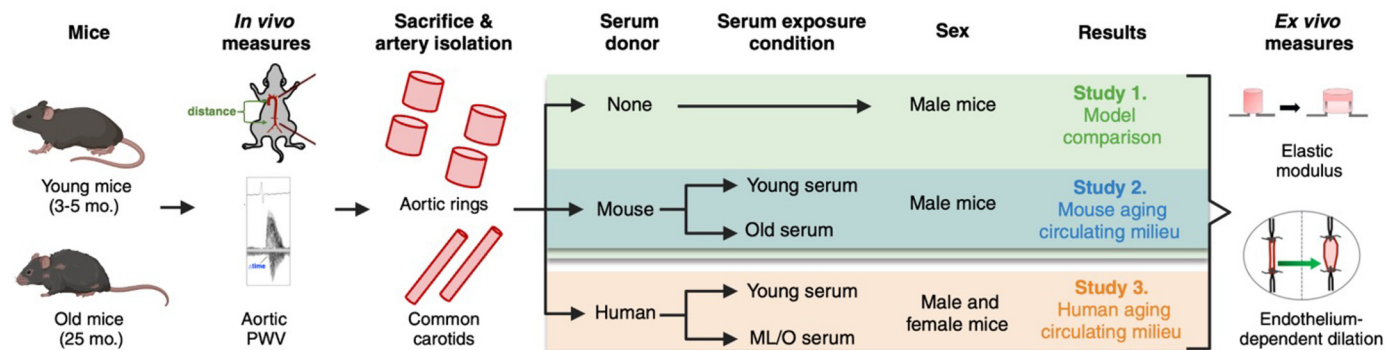 Mice
In vivo
measures
Sacrifice &
artery isolation
Serum
donor
Serum exposure
condition
Sex
Results
Ex vivo
measures
distance
Young mice
(3-5 mo.)
Old mice
(25 mo.)
Δtime
Aortic
PWV
Aortic rings
Common
carotids
None
Male mice
Study 1.
Model
comparison
Mouse
Young serum
Old serum
Male mice
Study 2.
Mouse aging
circulating milieu
Human
Young serum
ML/O serum
Male and
female mice
Study 3.
Human aging
circulating milieu
Elastic
modulus
Endothelium-
dependent dilation